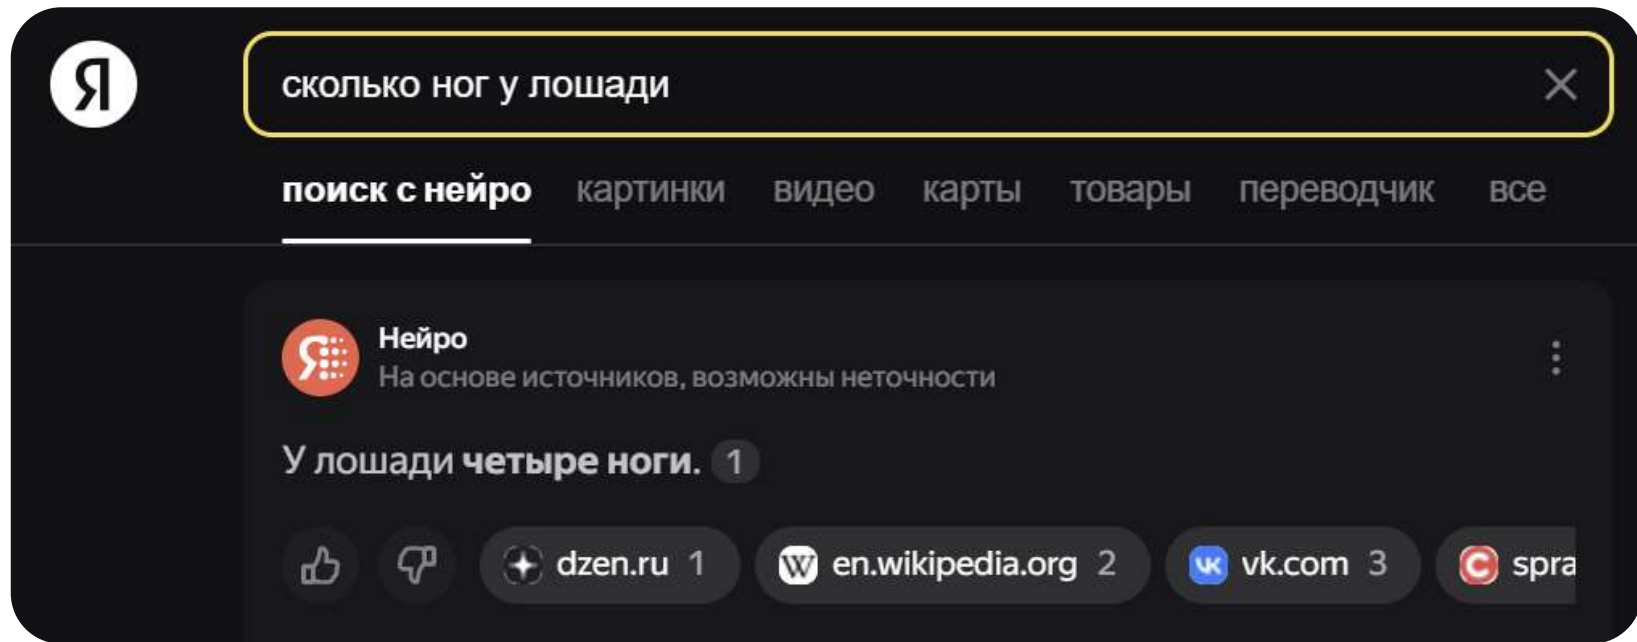 Я сколько ног у лошади
поиск с нейро картинки видео карты товары переводчик все
Нейро
На основе источников, возможны неточности
У лошади четыре ноги. 1
dzen.ru 1 W en.wikipedia.org 2 vk.com 3 spra